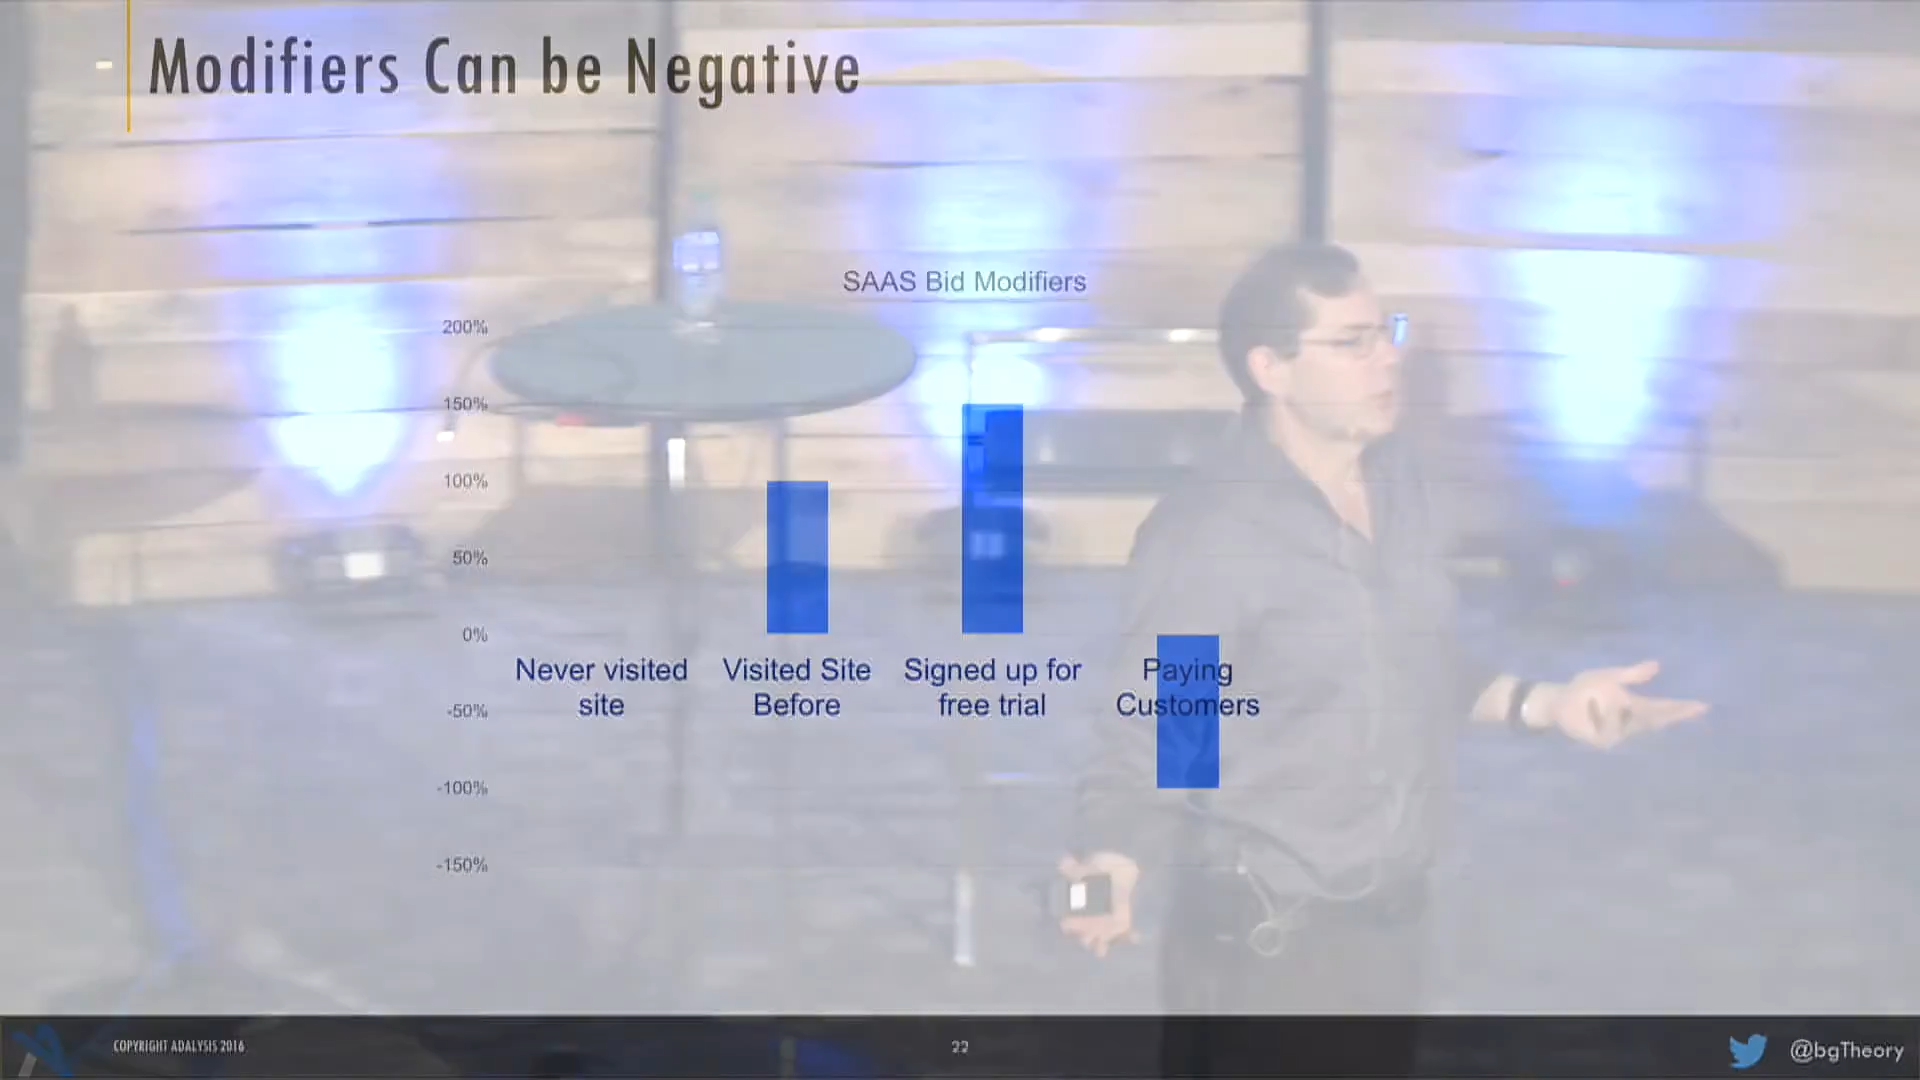 Modifiers Can be Negative
SAAS Bid Modifiers
200%
150%
100%
50%
0%
-50%
-100%
-150%
Never visited site
Visited Site Before
Signed up for free trial
Paying Customers
COPYRIGHT ADALYSIS 2016
22
@bgTheory